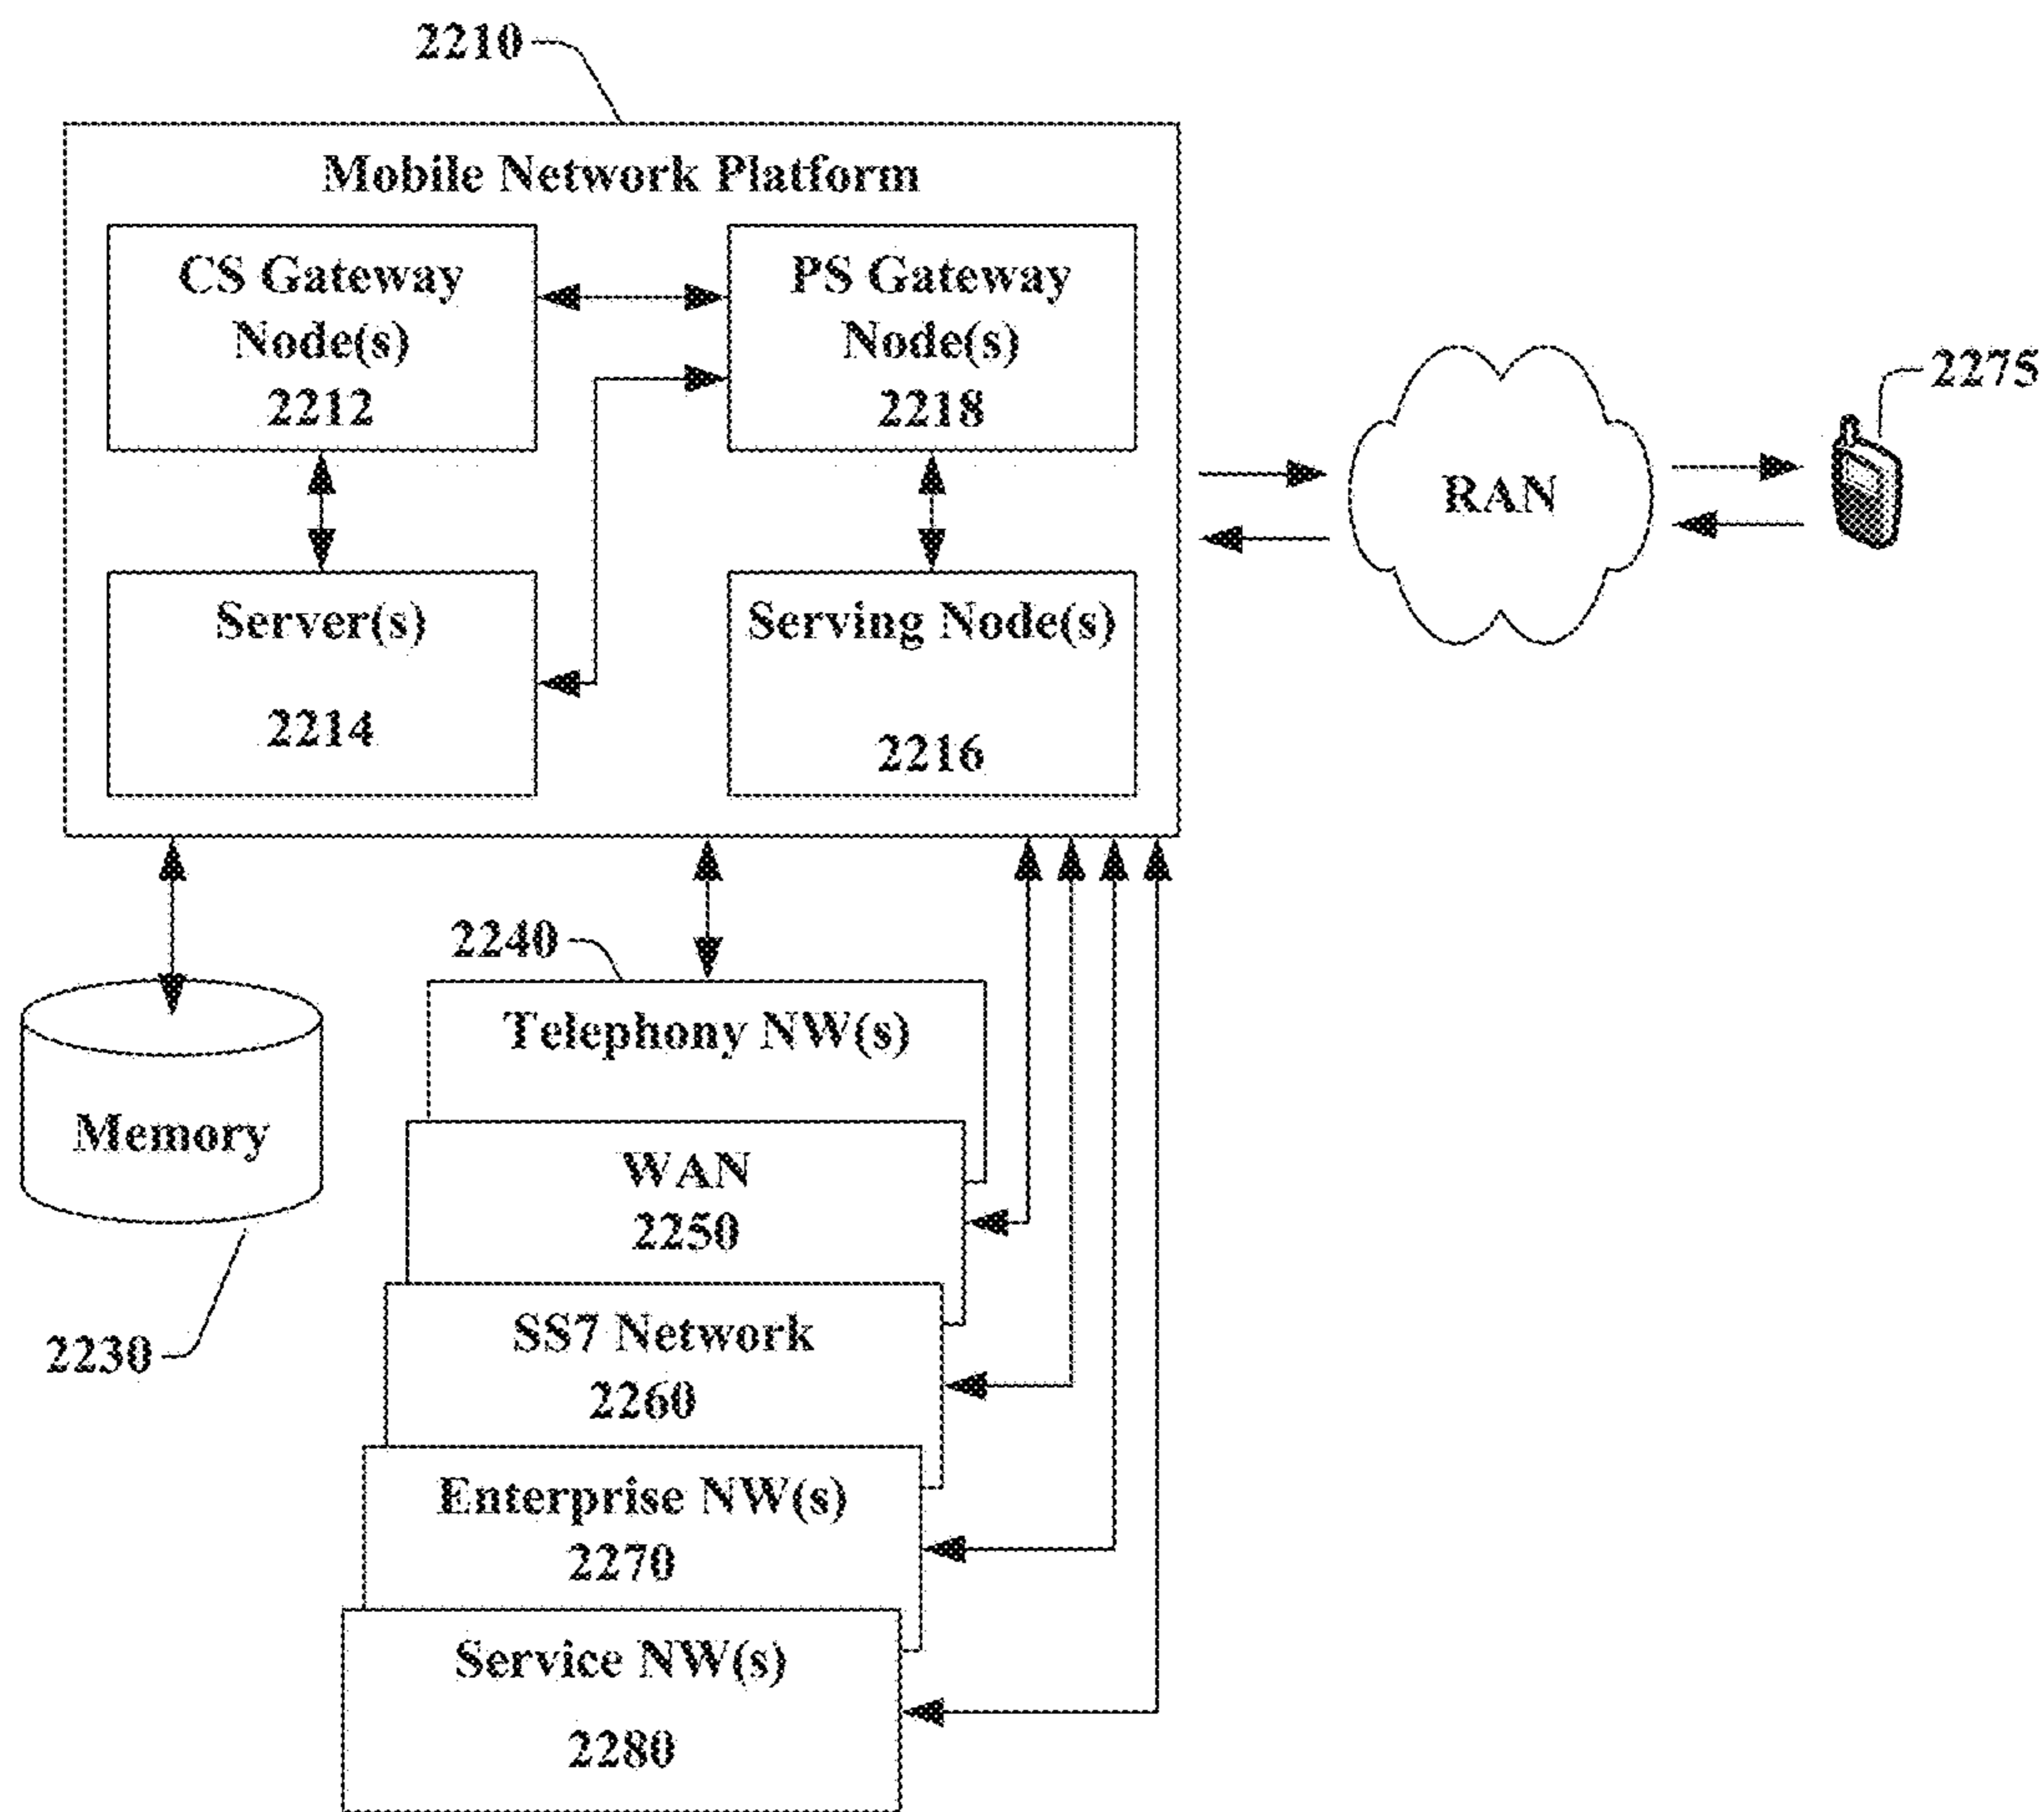 2210
Mobile Network Platform
CS Gateway
Node(s)
2212
PS Gateway
Node(s)
2218
Server(s)
2214
Serving Node(s)
2216
RAN
2275
2240
Telephony NW(s)
Memory
2230
WAN
2250
SS7 Network
2260
Enterprise NW(s)
2270
Service NW(s)
2280